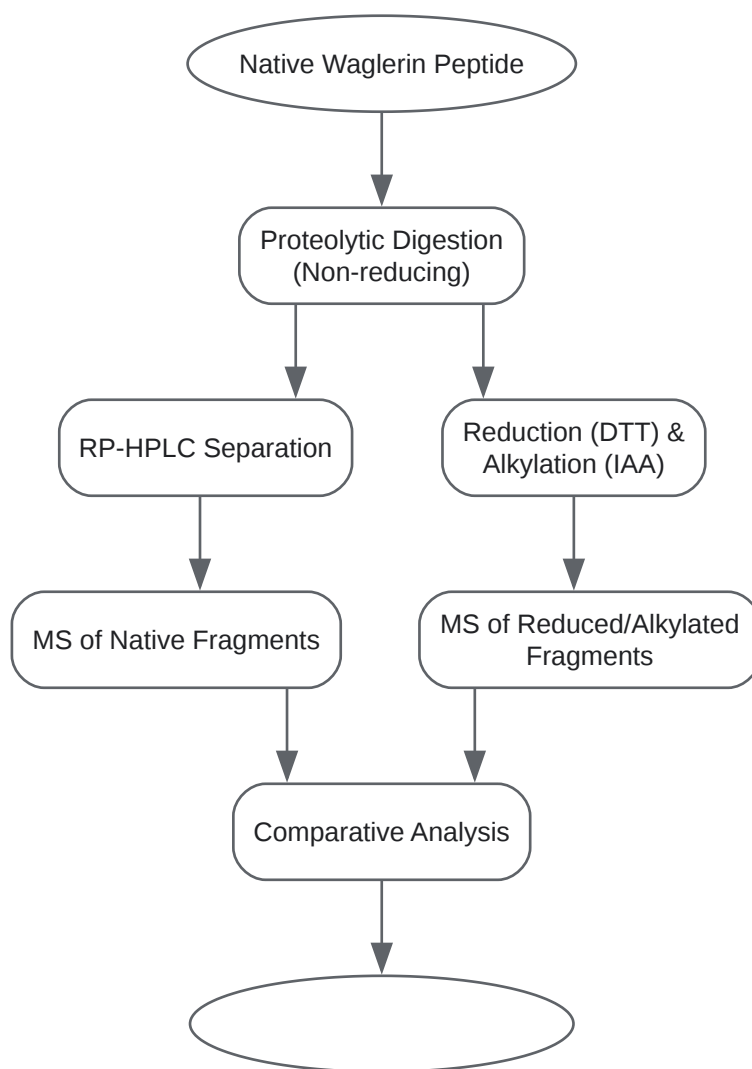 Native Waglerin Peptide
Proteolytic Digestion
(Non-reducing)
RP-HPLC Separation
Reduction (DTT) &
Alkylation (IAA)
MS of Native Fragments
MS of Reduced/Alkylated
Fragments
Comparative Analysis